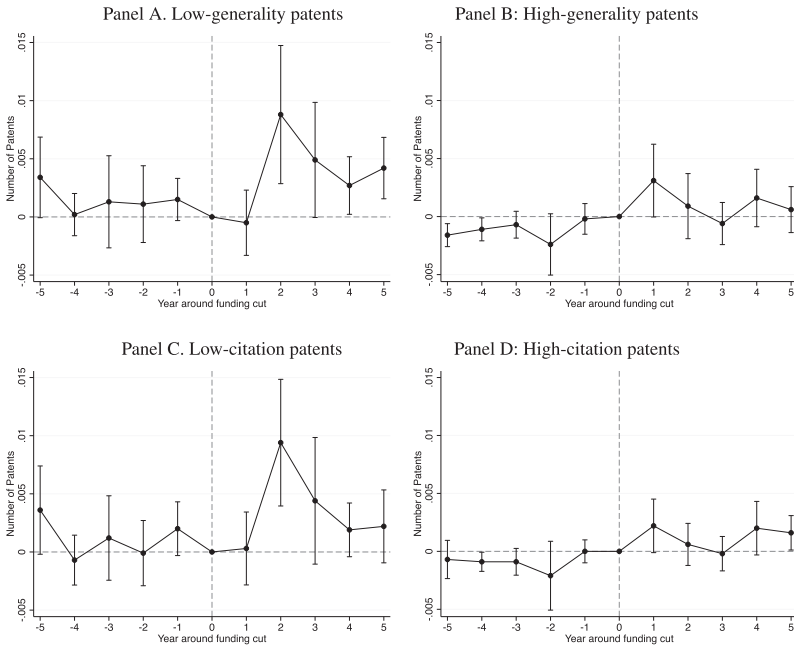 Panel A. Low-generality patents
Number of Patents
.015
.01
.005
0
-.005
-5 -4 -3 -2 -1 0 1 2 3 4 5
Year around funding cut
Panel B: High-generality patents
Number of Patents
.015
.01
.005
0
-.005
-5 -4 -3 -2 -1 0 1 2 3 4 5
Year around funding cut
Panel C. Low-citation patents
Number of Patents
.015
.01
.005
0
-.005
-5 -4 -3 -2 -1 0 1 2 3 4 5
Year around funding cut
Panel D: High-citation patents
Number of Patents
.015
.01
.005
0
-.005
-5 -4 -3 -2 -1 0 1 2 3 4 5
Year around funding cut